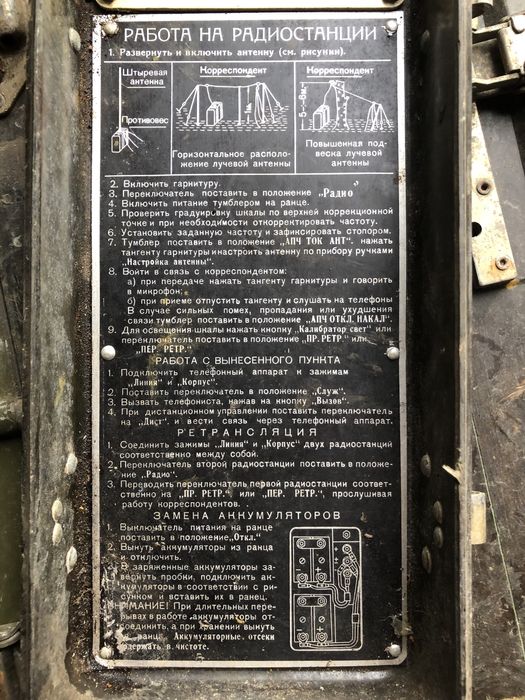 РАБОТА НА РАДИОСТАНЦИИ
1. Развернуть и включить антенну (см. рисунки).
Штыревая
антенна
Противовес
Корреспондент
Горизонтальное располо-
жение лучевой антенны
Корреспондент
5÷6м.
Повышенная под-
веска лучевой
антенны
2. Включить гарнитуру.
3. Переключатель поставить в положение „Радио"
4. Включить питание тумблером на ранце.
5. Проверить градуировку шкалы по верхней коррекционной
точке и при необходимости откорректировать частоту.
6. Установить заданную частоту и зафиксировать стопором.
7. Тумблер поставить в положение „АПЧ ТОК АНТ". нажать
тангенту гарнитуры и настроить антенну по прибору ручками
„Настройка антенны".
8. Войти в связь с корреспондентом:
а) при передаче нажать тангенту гарнитуры и говорить
в микрофон;
б) при приеме отпустить тангенту и слушать на телефоны
В случае сильных помех, пропадания или ухудшения
связи тумблер поставить в положение „АПЧ ОТКЛ. НАКАЛ".
9. Для освещения шкалы нажать кнопку „Калибратор свет" или
переключатель поставить в положение „ПР. РЕТР." или
„ПЕР. РЕТР."
РАБОТА С ВЫНЕСЕННОГО ПУНКТА
1. Подключить телефонный аппарат к зажимам
„Линия" и „Корпус".
2. Поставить переключатель в положение „Служ".
3. Вызвать телефониста, нажав на кнопку „Вызов".
4. При дистанционном управлении поставить переключатель
на „Дист". и вести связь через телефонный аппарат.
РЕТРАНСЛЯЦИЯ
1. Соединить зажимы „Линия" и „Корпус" двух радиостанций
соответственно между собой.
2. Переключатель второй радиостанции поставить в положе-
ние „Радио".
3. Переводить переключатель первой радиостанции соответ-
ственно на „ПР. РЕТР." или „ПЕР. РЕТР.", прослушивая
работу корреспондентов.
ЗАМЕНА АККУМУЛЯТОРОВ
1. Выключатель питания на ранце
поставить в положение „Откл."
2. Вынуть аккумуляторы из ранца
и отключить.
3. В заряженные аккумуляторы за-
вернуть пробки, подключить ак-
кумуляторы в соответствии с ри-
сунком и вставить их в ранец.
ВНИМАНИЕ! При длительных пере-
рывах в работе аккумуляторы от-
соединить, а при хранении вынуть
из ранца. Аккумуляторные отсеки
содержать в чистоте.